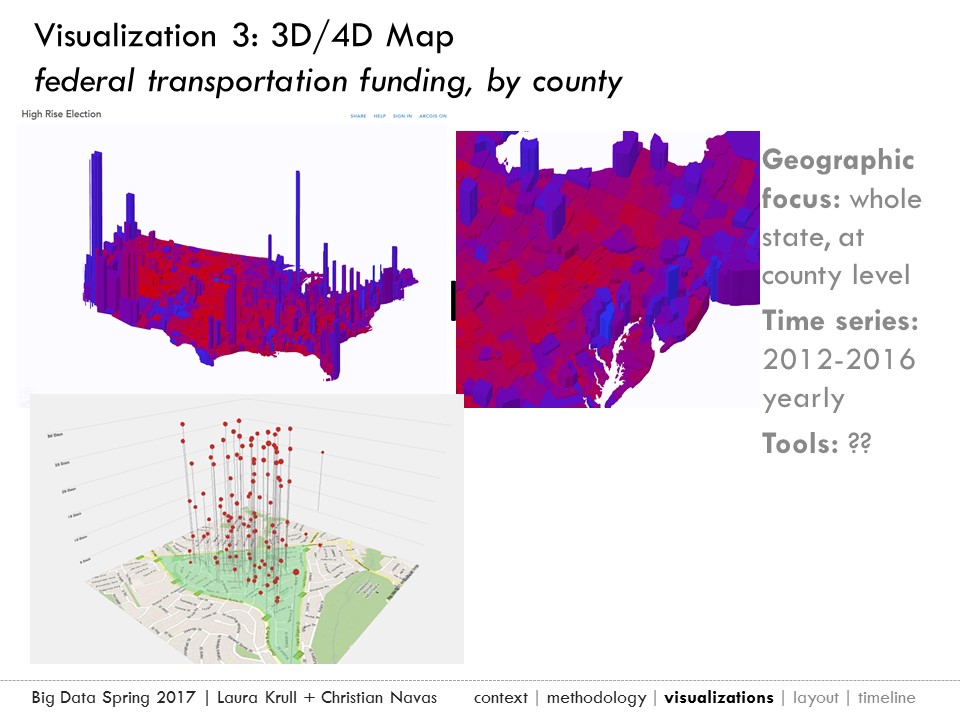 Visualization 3: 3D/4D Map
federal transportation funding, by county
High Rise Election
SHARE HELP SIGN IN ARCGIS ON
Geographic
focus: whole
state, at
county level
Time series:
2012-2016
yearly
Tools: ??
Big Data Spring 2017 | Laura Krull + Christian Navas
context | methodology | visualizations | layout | timeline